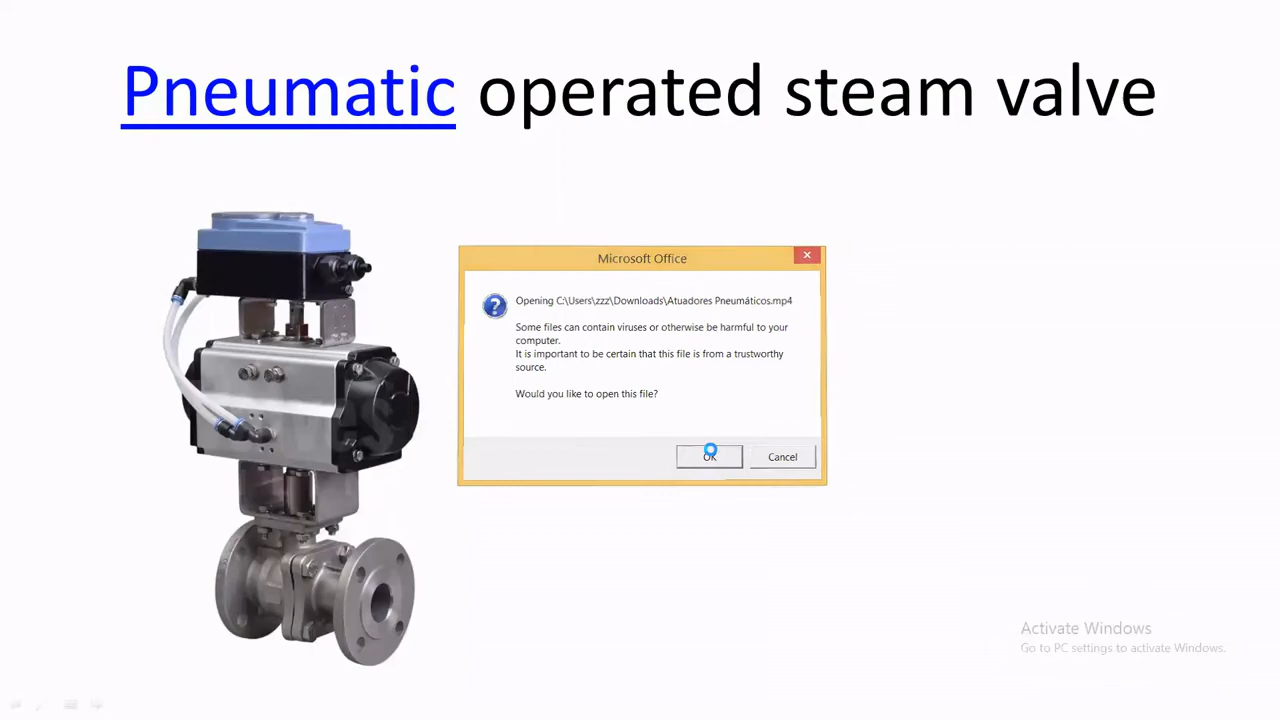 Pneumatic operated steam valve
Microsoft Office
Opening C:\Users\zzz\Downloads\Atuadores Pneumáticos.mp4
Some files can contain viruses or otherwise be harmful to your
computer.
It is important to be certain that this file is from a trustworthy
source.
Would you like to open this file?
OK Cancel
Activate Windows
Go to PC settings to activate Windows.